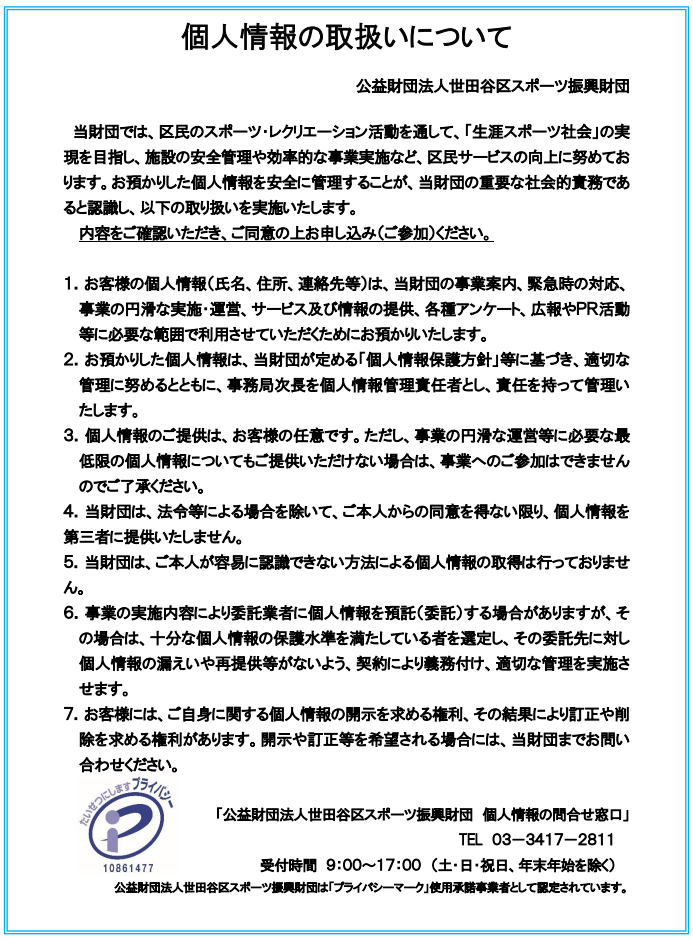 個人情報の取扱いについて
公益財団法人世田谷区スポーツ振興財団
当財団では、区民のスポーツ・レクリエーション活動を通して、「生涯スポーツ社会」の実
現を目指し、施設の安全管理や効率的な事業実施など、区民サービスの向上に努めてお
ります。お預かりした個人情報を安全に管理することが、当財団の重要な社会的責務であ
ると認識し、以下の取り扱いを実施いたします。
内容をご確認いただき、ご同意の上お申し込み（ご参加）ください。
1．お客様の個人情報（氏名、住所、連絡先等）は、当財団の事業案内、緊急時の対応、
事業の円滑な実施・運営、サービス及び情報の提供、各種アンケート、広報やPR活動
等に必要な範囲で利用させていただくためにお預かりいたします。
2．お預かりした個人情報は、当財団が定める「個人情報保護方針」等に基づき、適切な
管理に努めるとともに、事務局次長を個人情報管理責任者とし、責任を持って管理い
たします。
3．個人情報のご提供は、お客様の任意です。ただし、事業の円滑な運営等に必要な最
低限の個人情報についてもご提供いただけない場合は、事業へのご参加はできません
のでご了承ください。
4．当財団は、法令等による場合を除いて、ご本人からの同意を得ない限り、個人情報を
第三者に提供いたしません。
5．当財団は、ご本人が容易に認識できない方法による個人情報の取得は行っておりませ
ん。
6．事業の実施内容により委託業者に個人情報を預託（委託）する場合がありますが、そ
の場合は、十分な個人情報の保護水準を満たしている者を選定し、その委託先に対し
個人情報の漏えいや再提供等がないよう、契約により義務付け、適切な管理を実施さ
せます。
7．お客様には、ご自身に関する個人情報の開示を求める権利、その結果により訂正や削
除を求める権利があります。開示や訂正等を希望される場合には、当財団までお問い
合わせください。
たいせつにしますプライバシー
10861477
「公益財団法人世田谷区スポーツ振興財団 個人情報の問合せ窓口」
TEL 03－3417－2811
受付時間 9：00～17：00 （土・日・祝日、年末年始を除く）
公益財団法人世田谷区スポーツ振興財団は「プライバシーマーク」使用承諾事業者として認定されています。